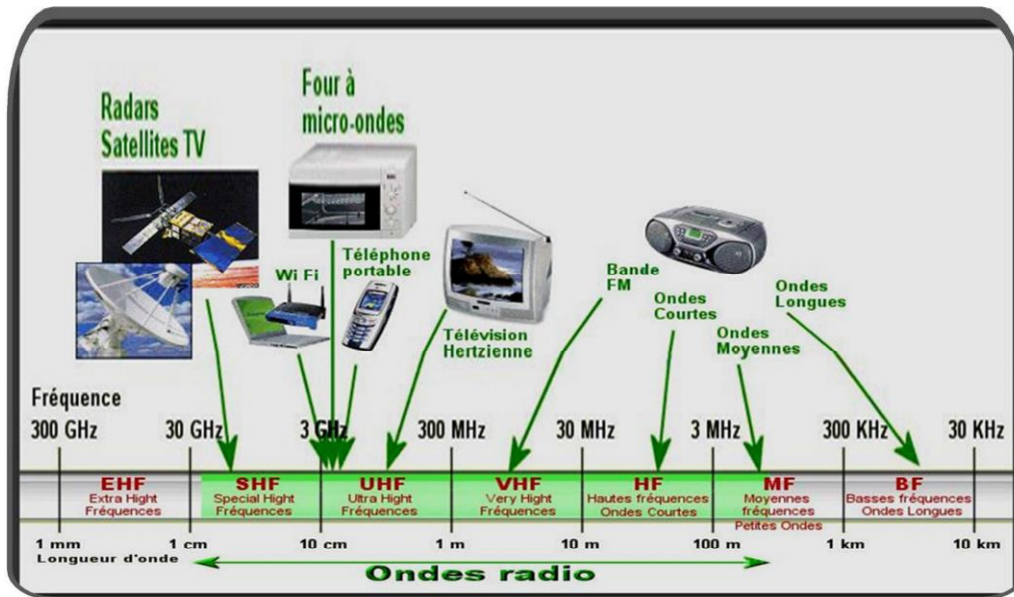 Radars
Satellites TV
Four à
micro-ondes
Wi Fi
Téléphone
portable
Télévision
Hertzienne
Bande
FM
Ondes
Courtes
Ondes
Moyennes
Ondes
Longues
Fréquence
300 GHz 30 GHz 3 GHz 300 MHz 30 MHz 3 MHz 300 KHz 30 KHz
EHF SHF UHF VHF HF MF BF
Extra Hight Special Hight Ultra Hight Very Hight Hautes fréquences Moyennes Basses fréquences
Fréquences Fréquences Fréquences Fréquences Ondes Courtes fréquences Ondes Longues
Petites Ondes
1 mm 1 cm 10 cm 1 m 10 m 100 m 1 km 10 km
Longueur d'onde
Ondes radio